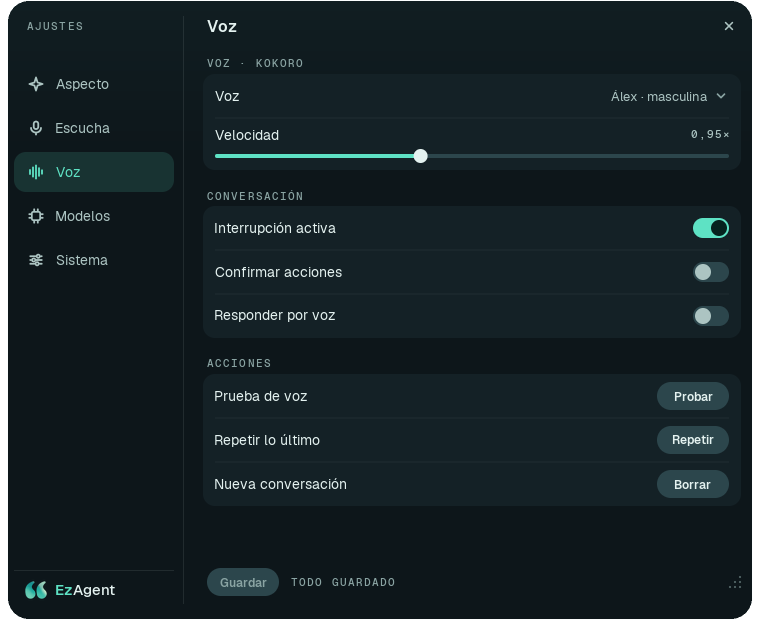 AJUSTES
Aspecto
Escucha
Voz
Modelos
Sistema
EzAgent
Voz
VOZ · KOKORO
Voz
Álex · masculina
Velocidad
0,95×
CONVERSACIÓN
Interrupción activa
Confirmar acciones
Responder por voz
ACCIONES
Prueba de voz
Probar
Repetir lo último
Repetir
Nueva conversación
Borrar
Guardar
TODO GUARDADO